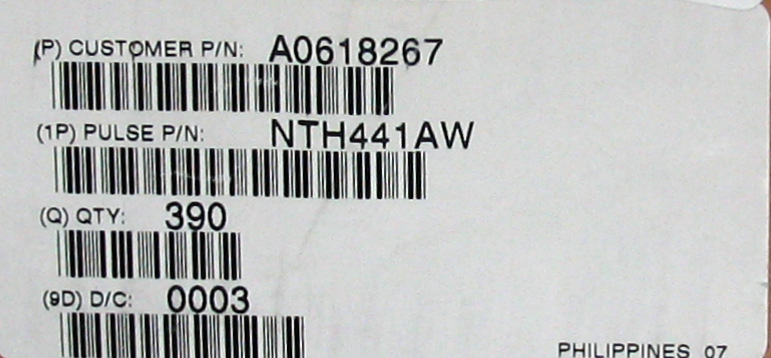 (P) CUSTOMER P/N: A0618267
(1P) PULSE P/N: NTH441AW
(Q) QTY: 390
(9D) D/C: 0003
PHILIPPINES 07